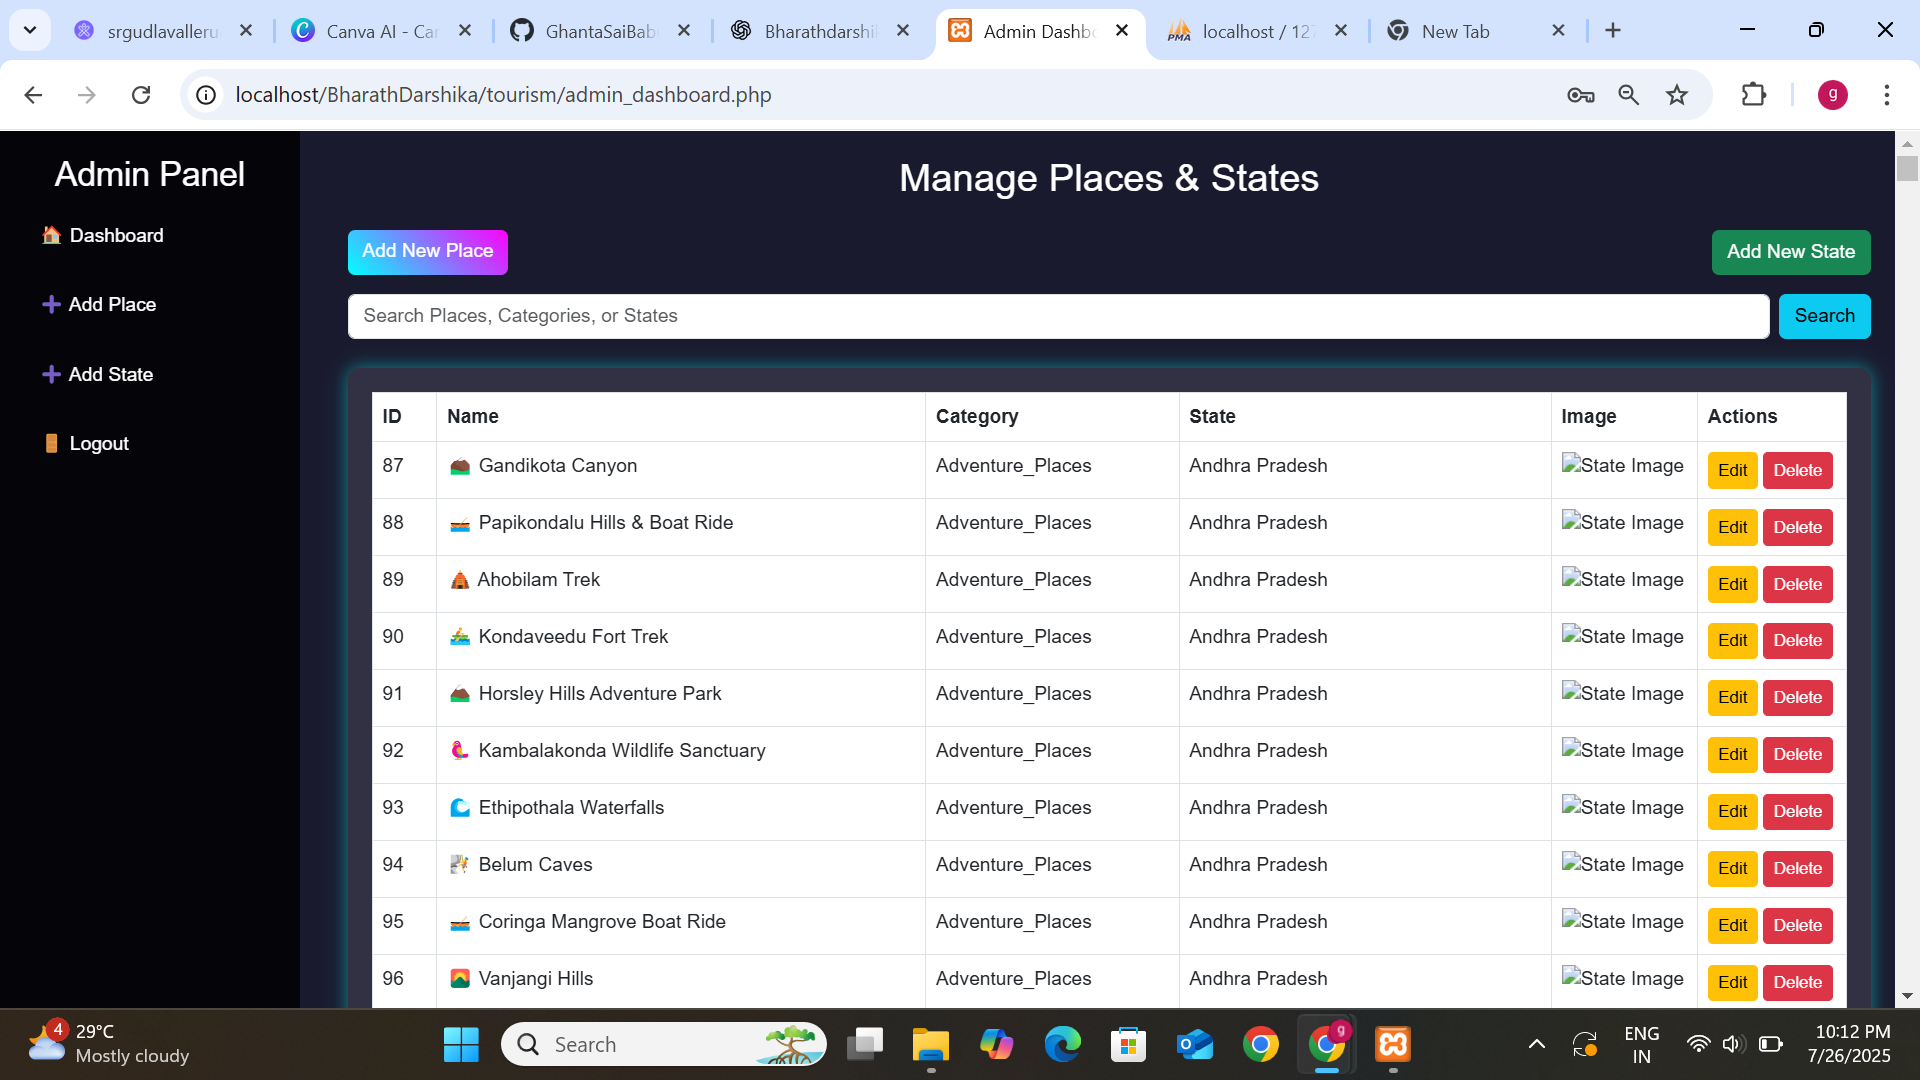 srgudlavalleru
Canva AI - Can
GhantaSaiBab
Bharathdarshi
Admin Dashb
localhost / 127
New Tab
localhost/BharathDarshika/tourism/admin_dashboard.php
g
Admin Panel
Dashboard
Add Place
Add State
Logout
Manage Places & States
Add New Place
Add New State
Search Places, Categories, or States
Search
ID Name Category State Image Actions
87 Gandikota Canyon Adventure_Places Andhra Pradesh State Image Edit Delete
88 Papikondalu Hills & Boat Ride Adventure_Places Andhra Pradesh State Image Edit Delete
89 Ahobilam Trek Adventure_Places Andhra Pradesh State Image Edit Delete
90 Kondaveedu Fort Trek Adventure_Places Andhra Pradesh State Image Edit Delete
91 Horsley Hills Adventure Park Adventure_Places Andhra Pradesh State Image Edit Delete
92 Kambalakonda Wildlife Sanctuary Adventure_Places Andhra Pradesh State Image Edit Delete
93 Ethipothala Waterfalls Adventure_Places Andhra Pradesh State Image Edit Delete
94 Belum Caves Adventure_Places Andhra Pradesh State Image Edit Delete
95 Coringa Mangrove Boat Ride Adventure_Places Andhra Pradesh State Image Edit Delete
96 Vanjangi Hills Adventure_Places Andhra Pradesh State Image Edit Delete
4
29°C
Mostly cloudy
Search
ENG
IN
10:12 PM
7/26/2025